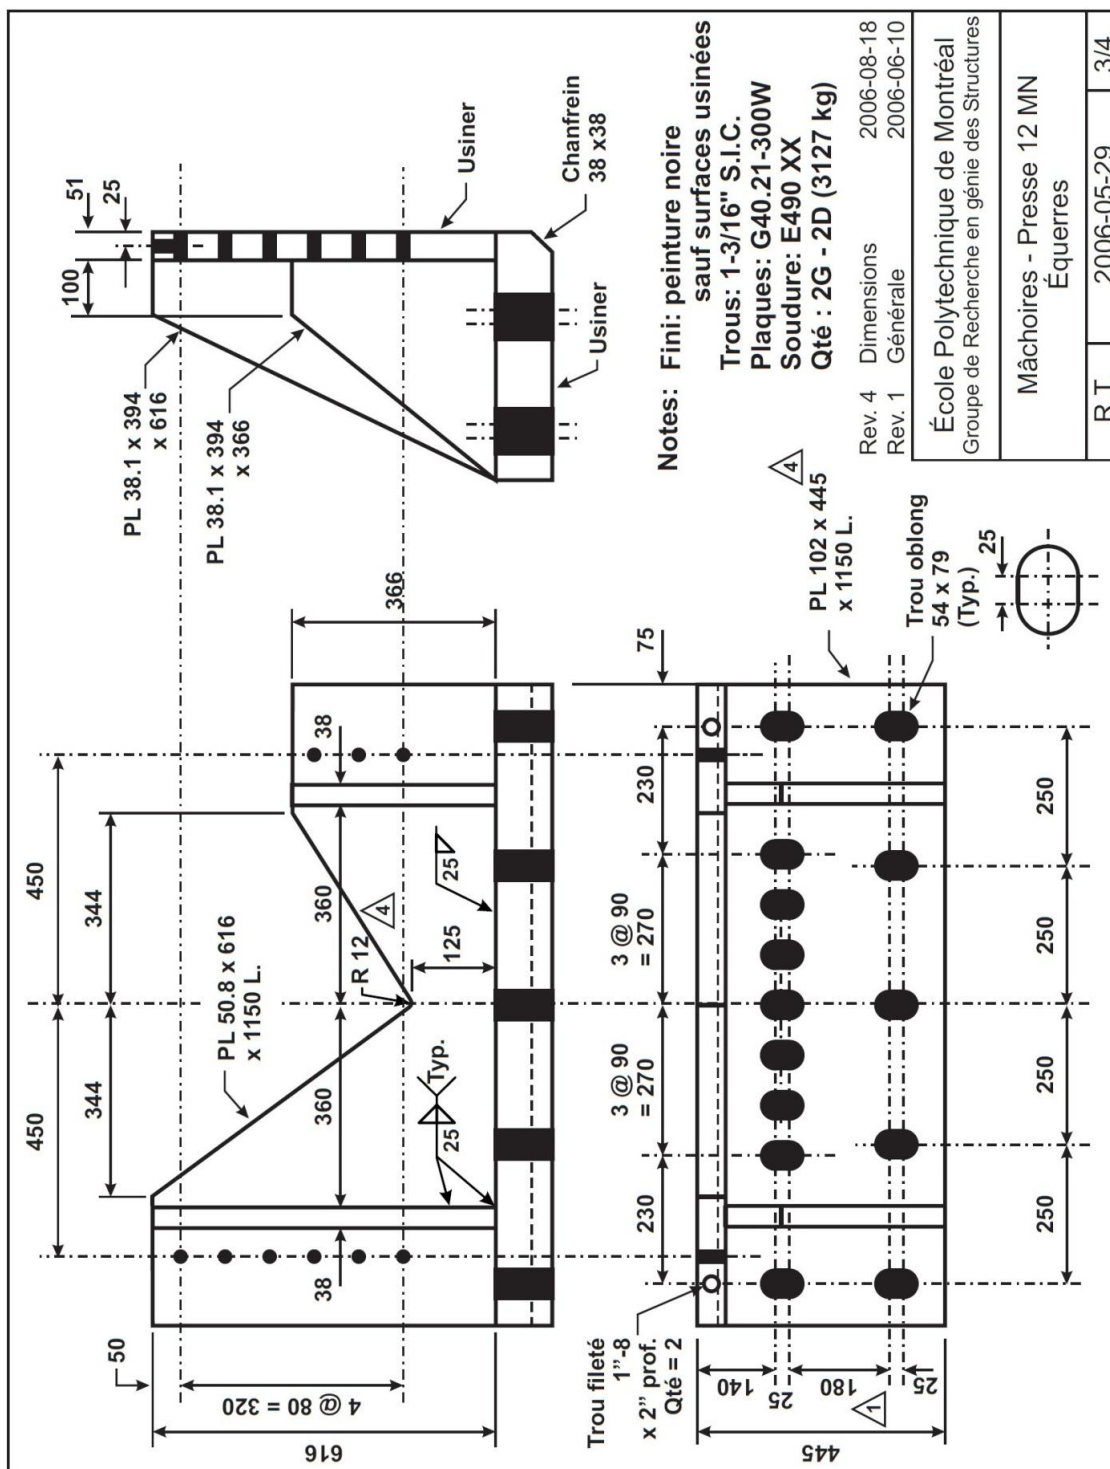 450
450
344
344
PL 50.8 x 616
x 1150 L.
50
616
4 @ 80 = 320
38
360
360
38
R 12
4
125
25
Typ.
25
366
PL 38.1 x 394
x 616
PL 38.1 x 394
x 366
100
51
25
Usiner
Chanfrein
38 x38
Usiner
Trou fileté
1"-8
x 2" prof.
Qté = 2
230
3 @ 90
= 270
3 @ 90
= 270
230
75
445
140
25
180
25
1
250
250
250
250
PL 102 x 445
x 1150 L.
4
Trou oblong
54 x 79
(Typ.)
25
Notes: Fini: peinture noire
sauf surfaces usinées
Trous: 1-3/16" S.I.C.
Plaques: G40.21-300W
Soudure: E490 XX
Qté : 2G - 2D (3127 kg)
Rev. 4 Dimensions 2006-08-18
Rev. 1 Générale 2006-06-10
École Polytechnique de Montréal
Groupe de Recherche en génie des Structures
Mâchoires - Presse 12 MN
Équerres
R.T. 2006-05-29 3/4